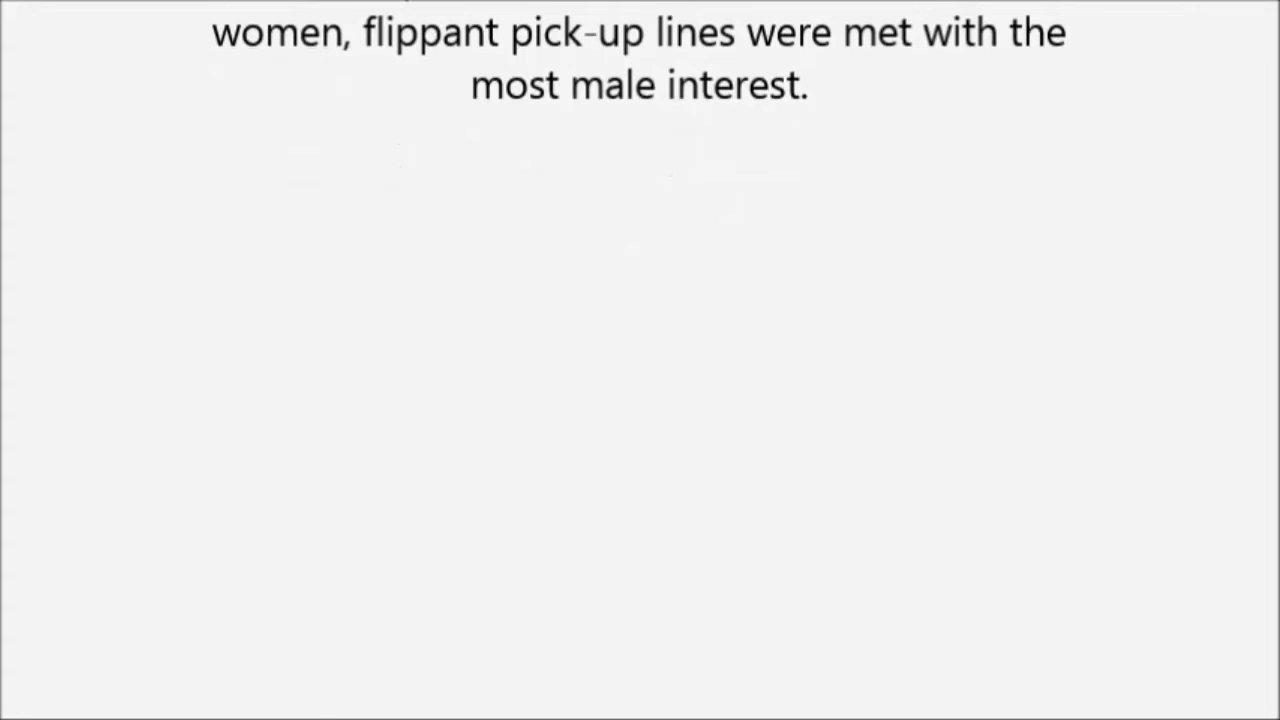 women, flippant pick-up lines were met with the
most male interest.